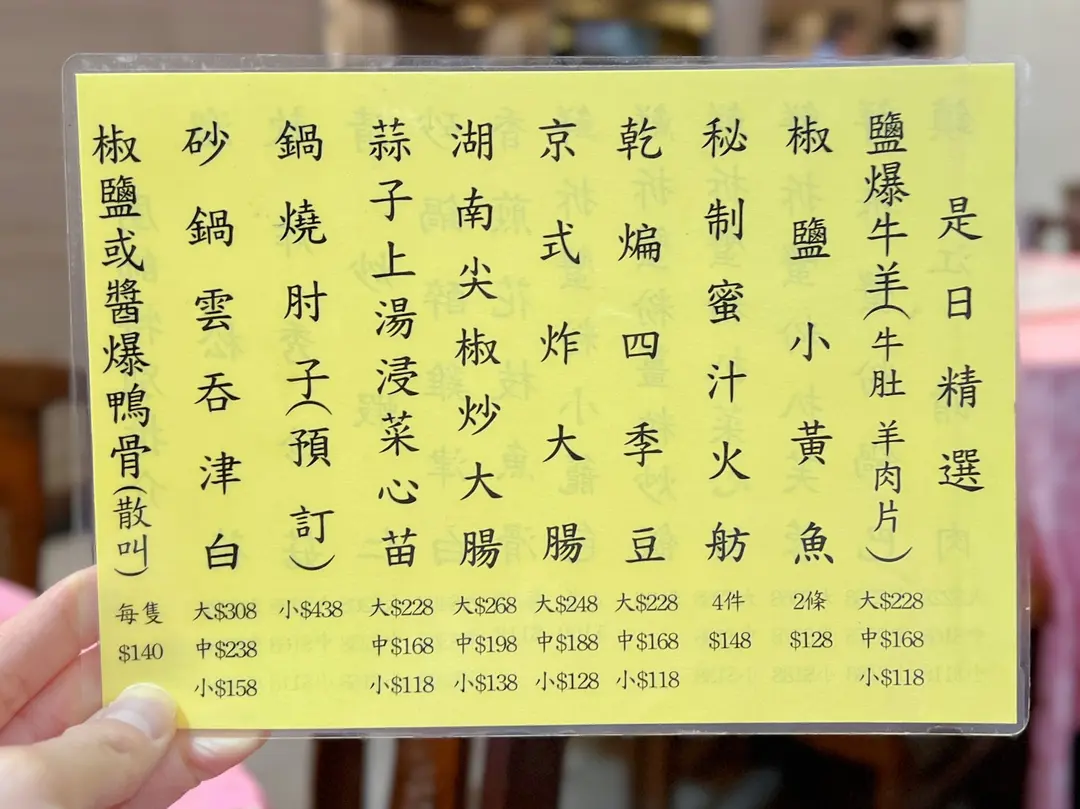 是日精選
鹽爆牛羊(牛肚 羊肉片)
大$228
中$168
小$118
椒鹽小黃魚
2條
$128
秘制蜜汁火舫
4件
$148
乾煸四季豆
大$228
中$168
小$118
京式炸大腸
大$248
中$188
小$128
湖南尖椒炒大腸
大$268
中$198
小$138
蒜子上湯浸菜心苗
大$228
中$168
小$118
鍋燒肘子(預訂)
小$438
砂鍋雲吞津白
大$308
中$238
小$158
椒鹽或醬爆鴨骨(散叫)
每隻
$140